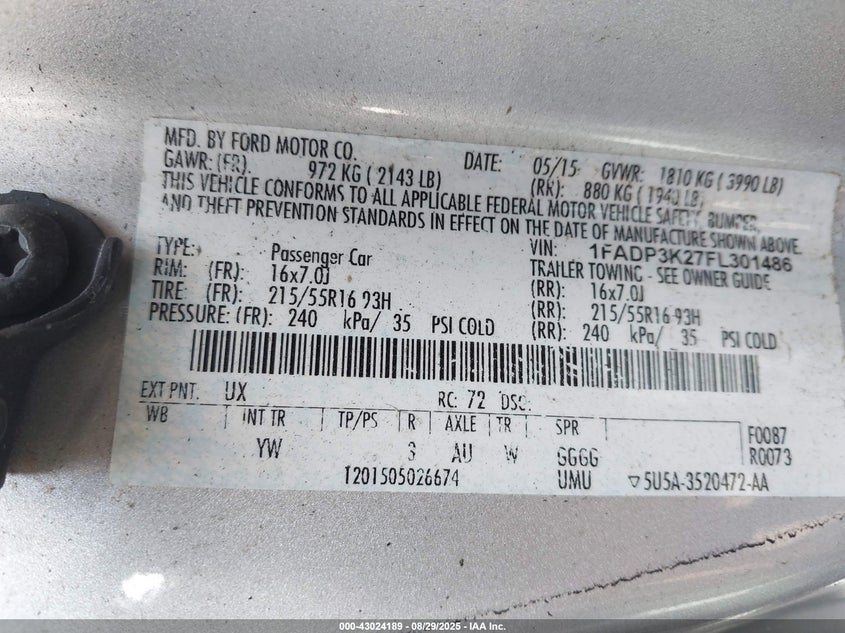 MFD. BY FORD MOTOR CO. DATE: 05/15 GVWR: 1810 KG ( 3990 LB)
GAWR: (FR). 972 KG ( 2143 LB) (RR): 880 KG ( 1940 LB)
THIS VEHICLE CONFORMS TO ALL APPLICABLE FEDERAL MOTOR VEHICLE SAFETY, BUMPER,
AND THEFT PREVENTION STANDARDS IN EFFECT ON THE DATE OF MANUFACTURE SHOWN ABOVE.
VIN: 1FADP3K27FL301486
TYPE: Passenger Car TRAILER TOWING - SEE OWNER GUIDE
RIM: (FR): 16x7.0J (RR): 16x7.0J
TIRE: (FR): 215/55R16 93H (RR): 215/55R16 93H
PRESSURE: (FR): 240 kPa/ 35 PSI COLD (RR): 240 kPa/ 35 PSI COLD
EXT PNT: UX RC: 72 DSO:
WB INT TR TP/PS R AXLE TR SPR F0087
YW 3 AU W GGGG R0073
1201505026674 UMU ▽5U5A-3520472-AA
000-43024189 - 08/29/2025 - IAA Inc.